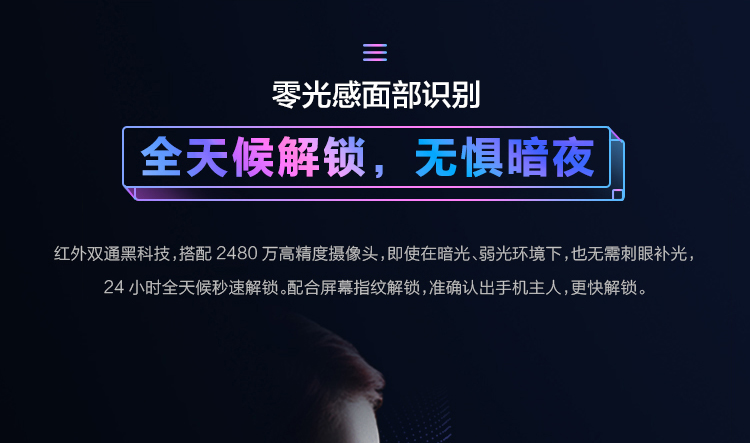 零光感面部识别
全天候解锁，无惧暗夜
红外双通黑科技，搭配 2480 万高精度摄像头，即使在暗光、弱光环境下，也无需刺眼补光，
24 小时全天候秒速解锁。配合屏幕指纹解锁，准确认出手机主人，更快解锁。